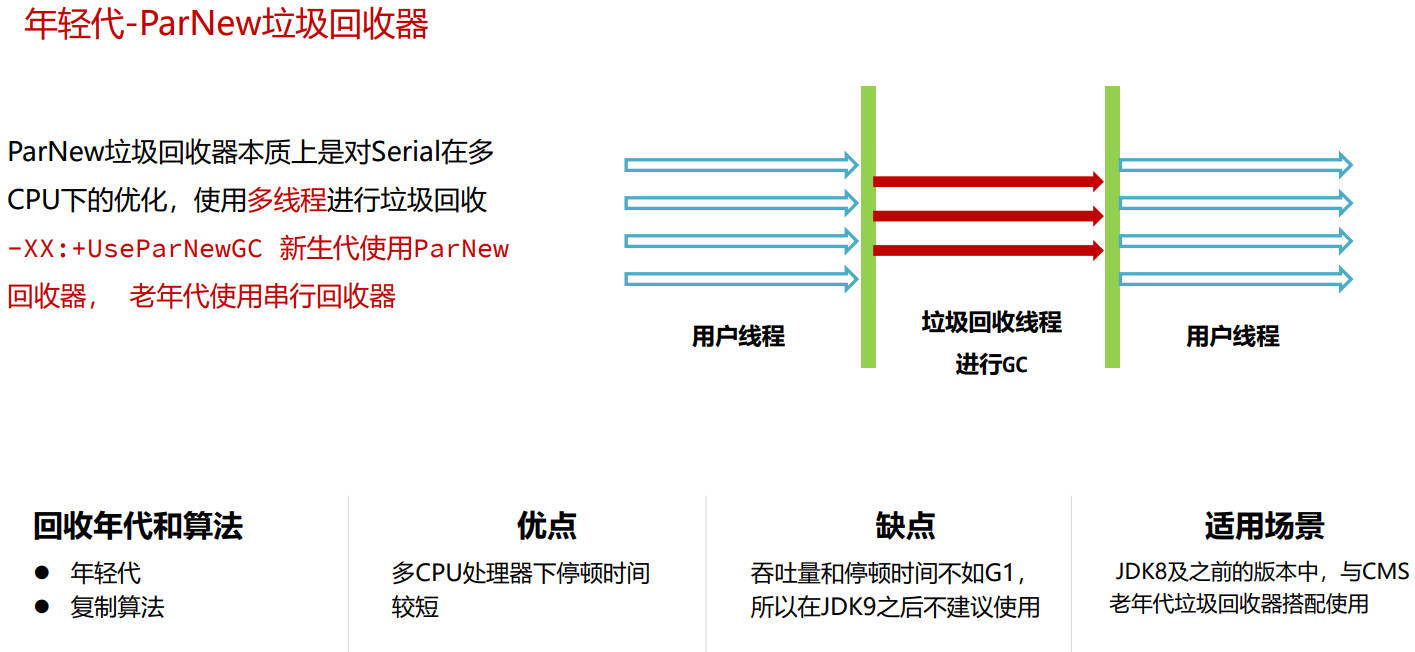 年轻代-ParNew垃圾回收器
ParNew垃圾回收器本质上是对Serial在多
CPU下的优化，使用多线程进行垃圾回收
-XX:+UseParNewGC 新生代使用ParNew
回收器， 老年代使用串行回收器
用户线程
垃圾回收线程
进行GC
用户线程
回收年代和算法
● 年轻代
● 复制算法
优点
多CPU处理器下停顿时间
较短
缺点
吞吐量和停顿时间不如G1，
所以在JDK9之后不建议使用
适用场景
JDK8及之前的版本中，与CMS
老年代垃圾回收器搭配使用